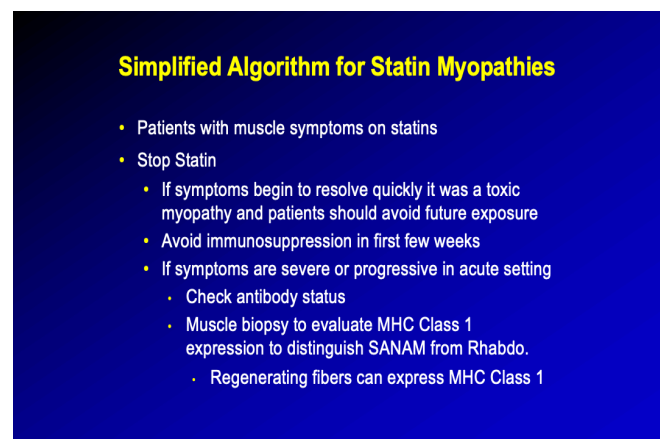 Simplified Algorithm for Statin Myopathies
• Patients with muscle symptoms on statins
• Stop Statin
• If symptoms begin to resolve quickly it was a toxic
myopathy and patients should avoid future exposure
• Avoid immunosuppression in first few weeks
• If symptoms are severe or progressive in acute setting
• Check antibody status
• Muscle biopsy to evaluate MHC Class 1
expression to distinguish SANAM from Rhabdo.
• Regenerating fibers can express MHC Class 1